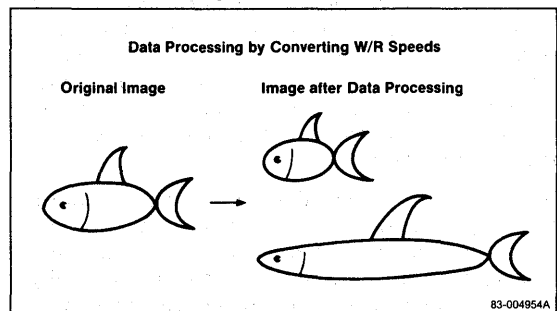 Data Processing by Converting W/R Speeds
Original Image
Image after Data Processing
83-004954A